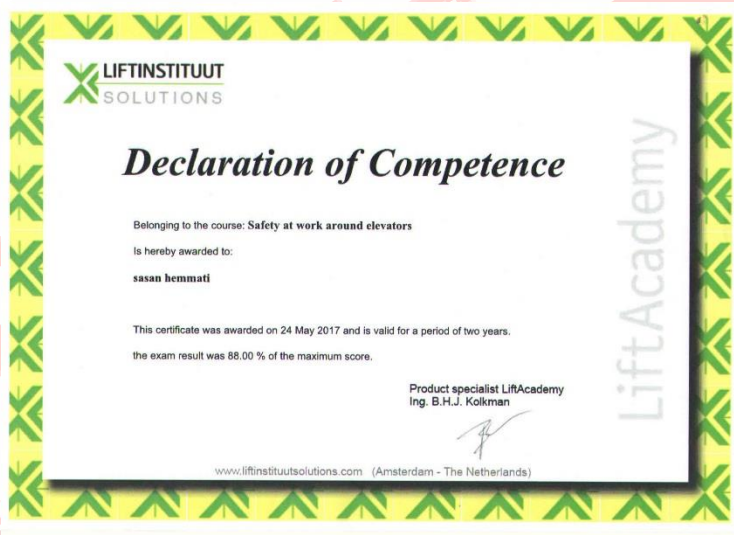 LIFTINSTITUUT
SOLUTIONS
Declaration of Competence
Belonging to the course: Safety at work around elevators
Is hereby awarded to:
sasan hemmati
This certificate was awarded on 24 May 2017 and is valid for a period of two years.
the exam result was 88,00 % of the maximum score.
Product specialist LiftAcademy
Ing. B.H.J. Kolkman
www.liftinstituutsolutions.com (Amsterdam - The Netherlands)
LiftAcademy